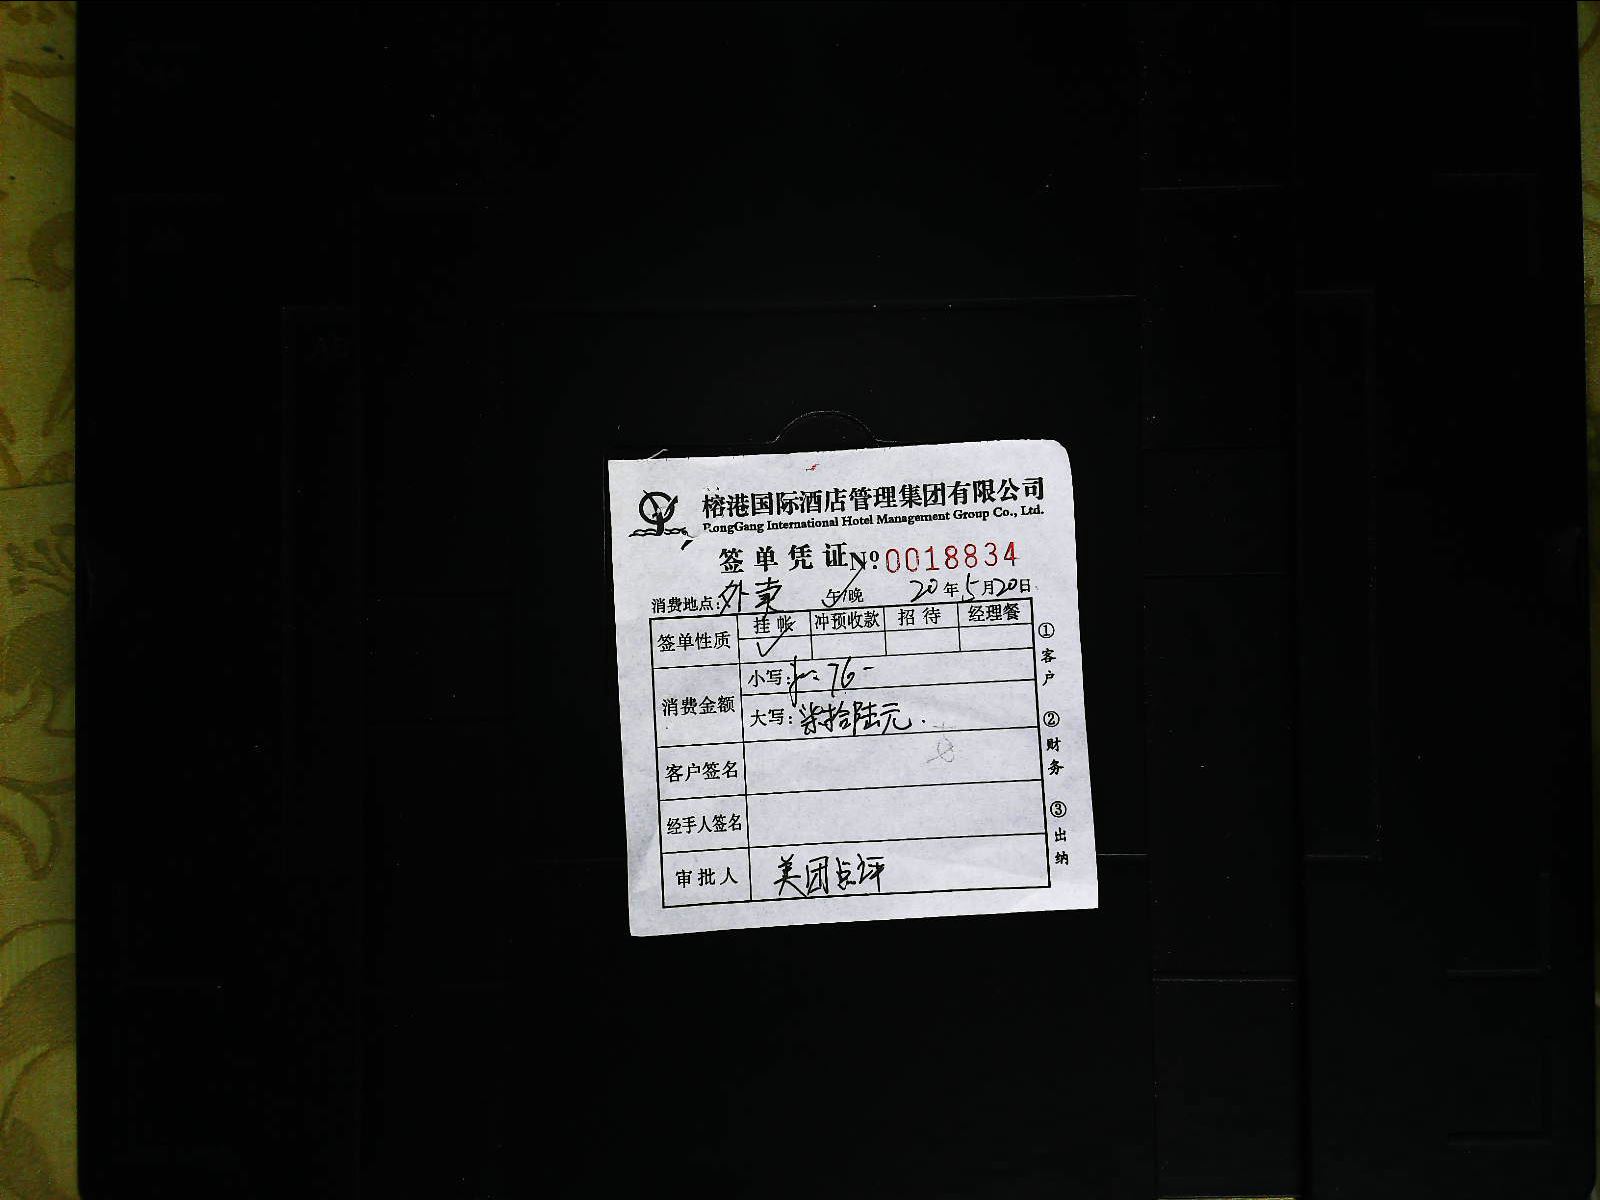 榕港国际酒店管理集团有限公司
RongGang International Hotel Management Group Co., Ltd.
签单凭证 No: 0018834
消费地点: 外卖 午/晚 20年5月20日
签单性质 挂帐 冲预收款 招待 经理餐
✓
消费金额 小写: 76-
大写: 柒拾陆元.
客户签名
经手人签名
审批人 美团点评
①客户 ②财务 ③出纳